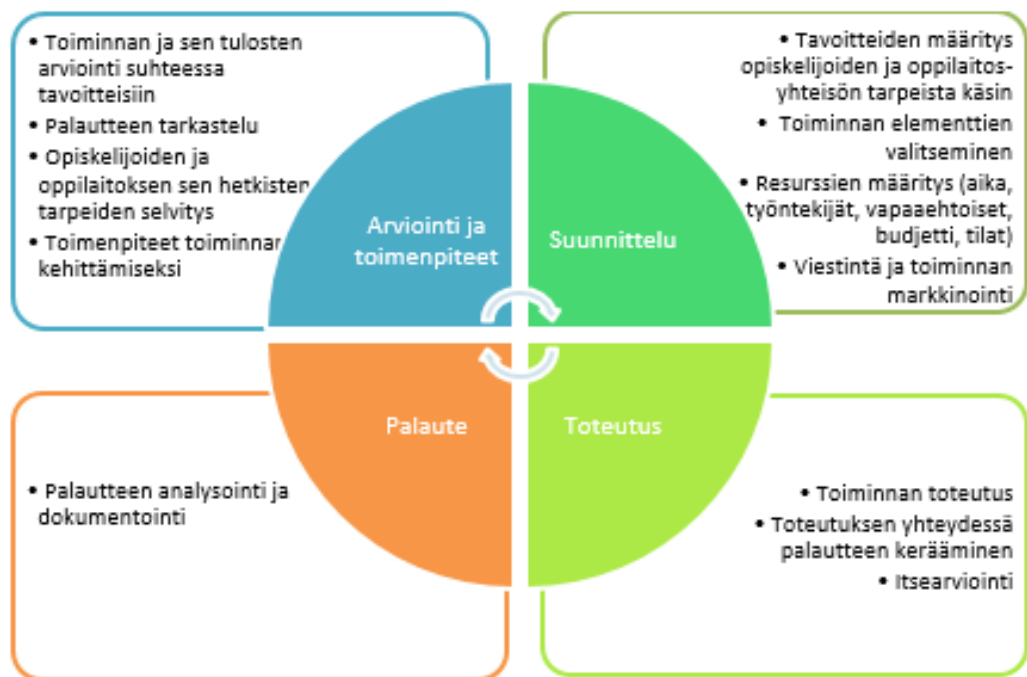 • Toiminnan ja sen tulosten
arviointi suhteessa
tavoitteisiin
• Palautteen tarkastelu
• Opiskelijoiden ja
oppilaitoksen sen hetkisten
tarpeiden selvitys
• Toimenpiteet toiminnan
kehittämiseksi
Arviointi ja
toimenpiteet
Suunnittelu
• Tavoitteiden määritys
opiskelijoiden ja oppilaitos-
yhteisön tarpeista käsin
• Toiminnan elementtien
valitseminen
• Resurssien määritys (aika,
työntekijät, vapaaehtoiset,
budjetti, tilat)
• Viestintä ja toiminnan
markkinointi
Palaute
Toteutus
• Palautteen analysointi ja
dokumentointi
• Toiminnan toteutus
• Toteutuksen yhteydessä
palautteen kerääminen
• Itsearviointi